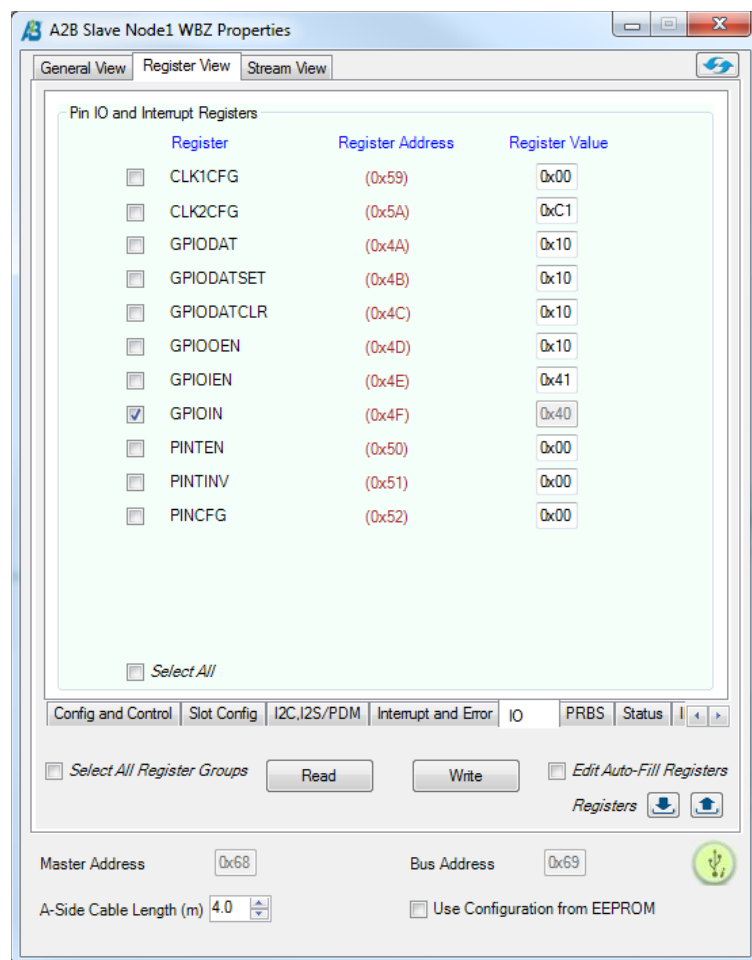 A2B Slave Node1 WBZ Properties
General View Register View Stream View
Pin IO and Interrupt Registers
Register Register Address Register Value
CLK1CFG (0x59) 0x00
CLK2CFG (0x5A) 0xC1
GPIODAT (0x4A) 0x10
GPIODATSET (0x4B) 0x10
GPIODATCLR (0x4C) 0x10
GPIOOEN (0x4D) 0x10
GPIOIEN (0x4E) 0x41
GPIOIN (0x4F) 0x40
PINTEN (0x50) 0x00
PINTINV (0x51) 0x00
PINCFG (0x52) 0x00
Select All
Config and Control Slot Config I2C,I2S/PDM Interrupt and Error IO PRBS Status
Select All Register Groups Read Write Edit Auto-Fill Registers
Registers
Master Address 0x68 Bus Address 0x69
A-Side Cable Length (m) 4.0 Use Configuration from EEPROM